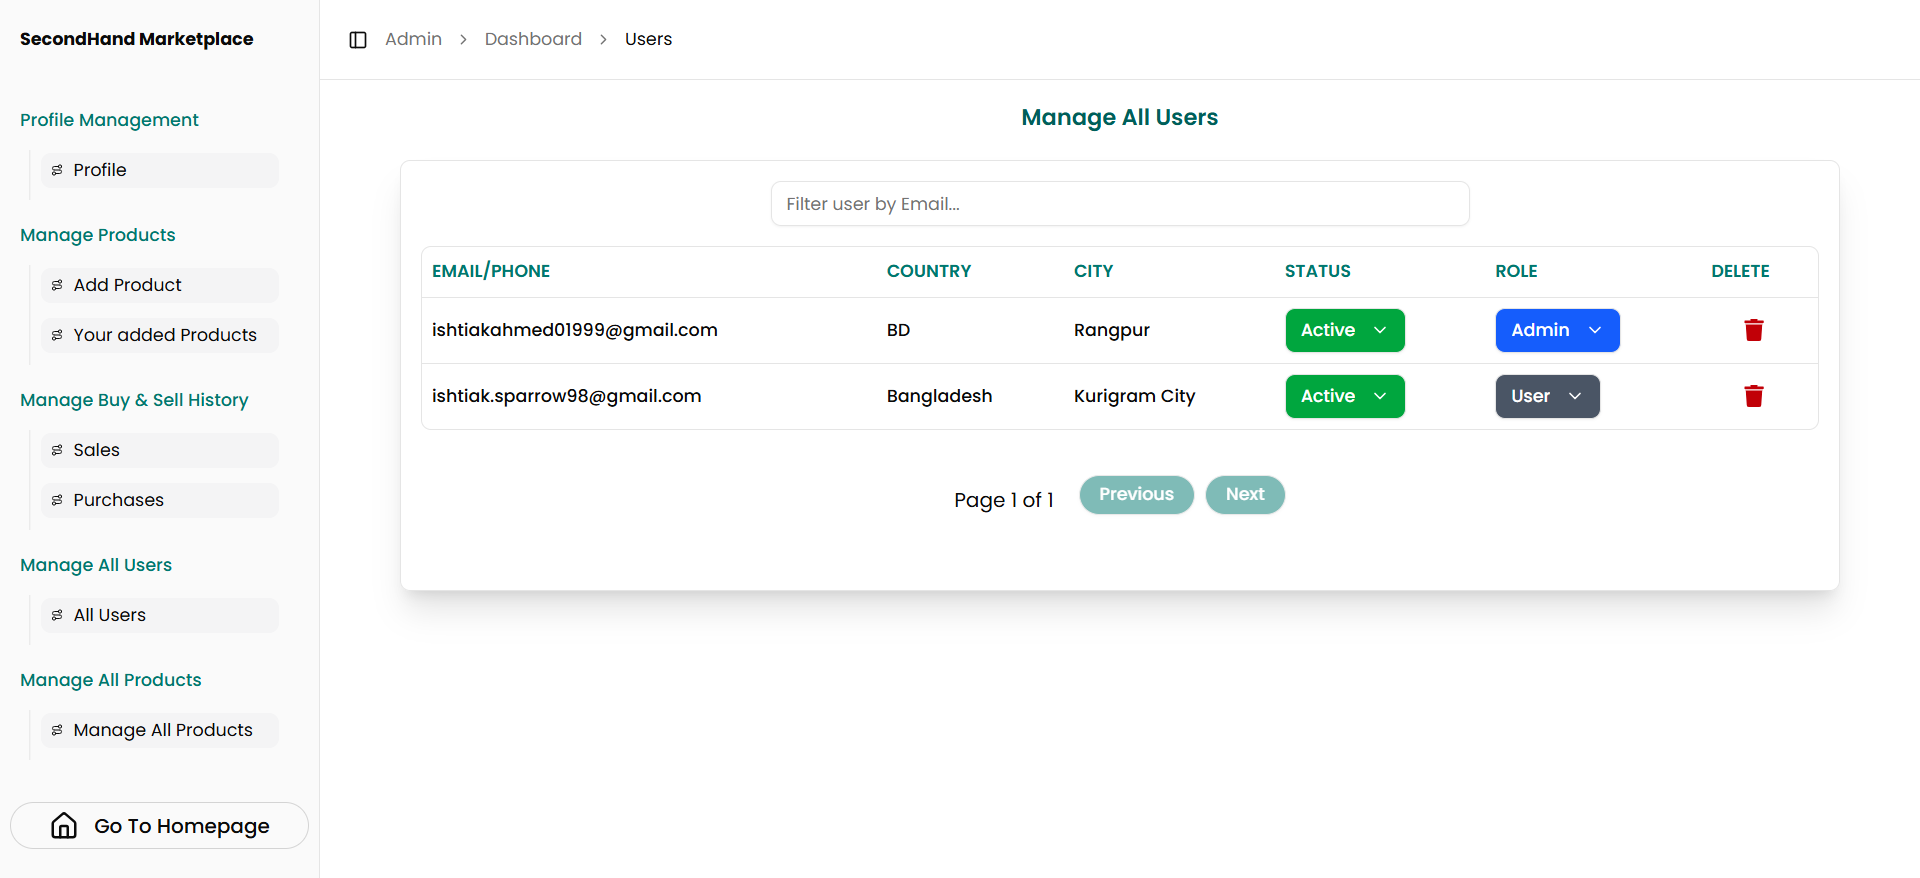 SecondHand Marketplace
Profile Management
Profile
Manage Products
Add Product
Your added Products
Manage Buy & Sell History
Sales
Purchases
Manage All Users
All Users
Manage All Products
Manage All Products
Go To Homepage
Admin > Dashboard > Users
Manage All Users
Filter user by Email...
EMAIL/PHONE COUNTRY CITY STATUS ROLE DELETE
ishtiakahmed01999@gmail.com BD Rangpur Active Admin
ishtiak.sparrow98@gmail.com Bangladesh Kurigram City Active User
Page 1 of 1 Previous Next